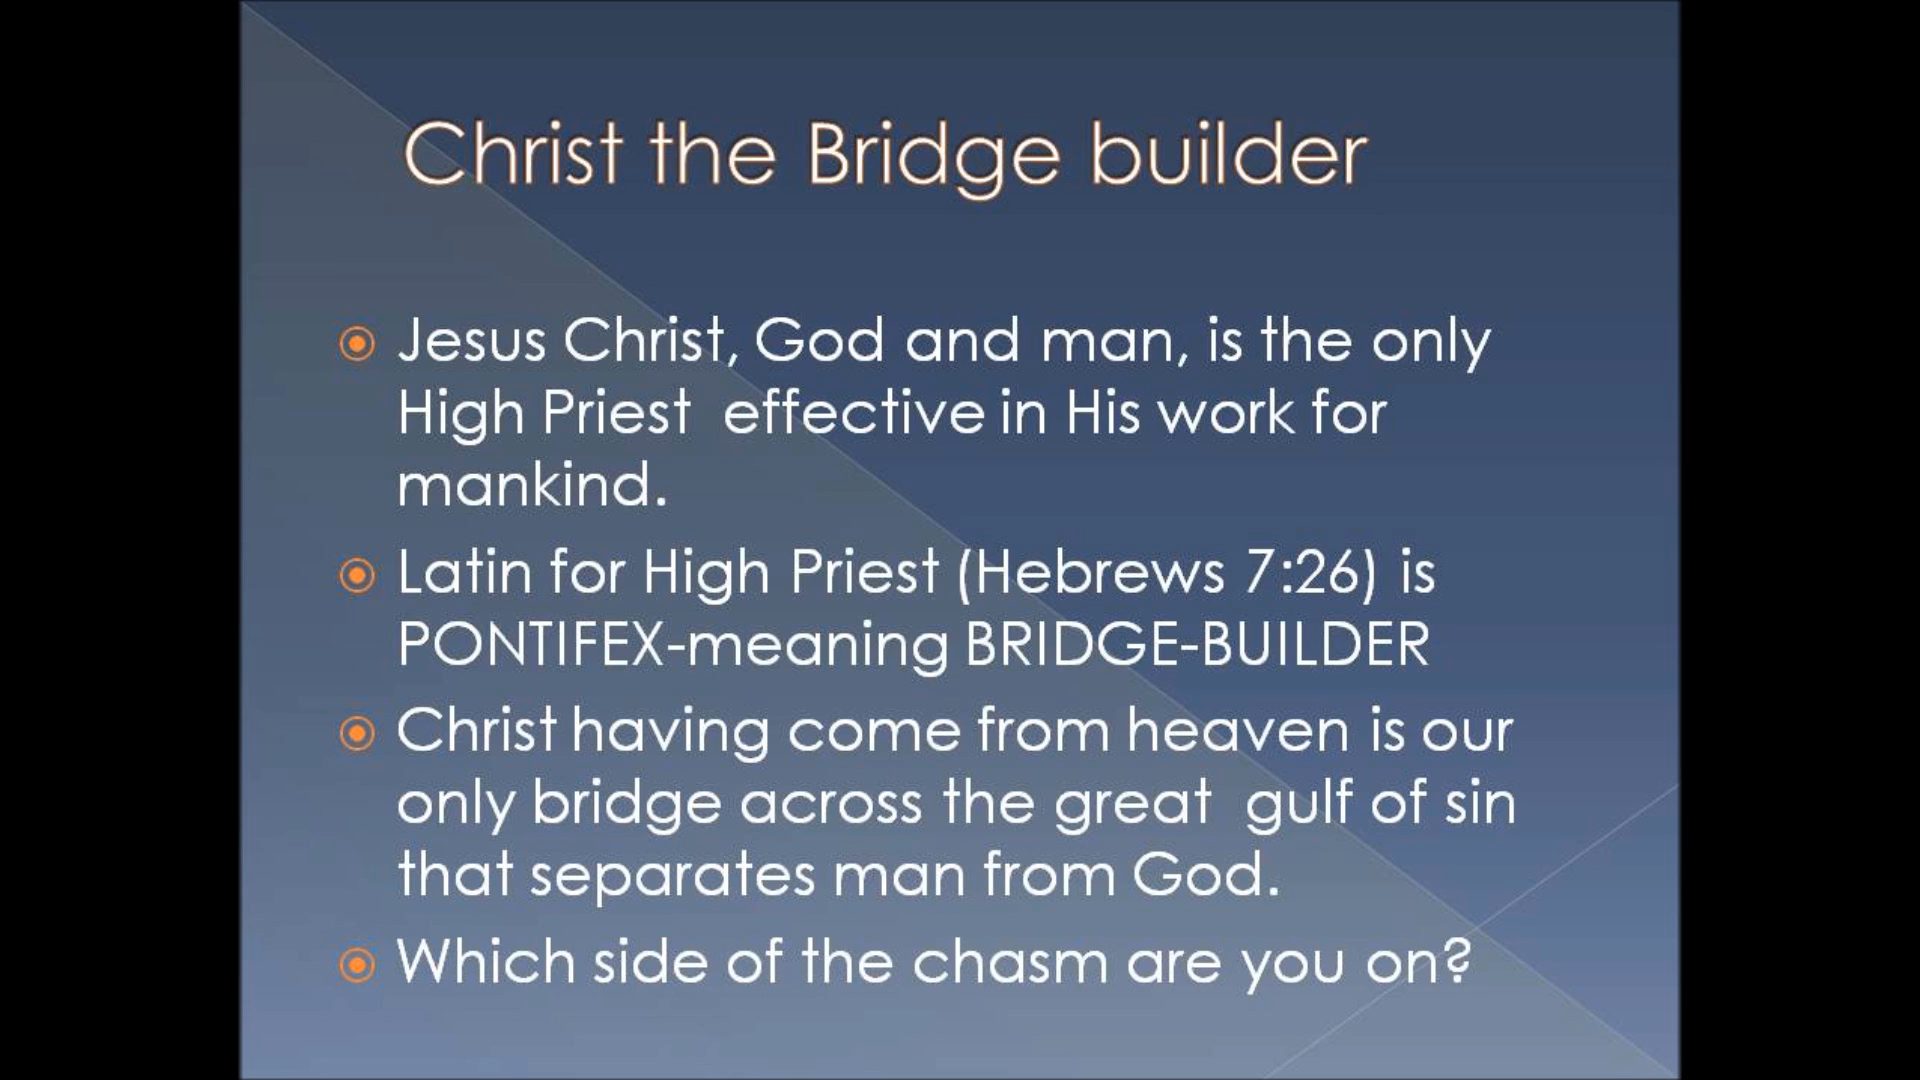 Christ the Bridge builder
Jesus Christ, God and man, is the only
High Priest  effective in His work for
mankind.
Latin for High Priest (Hebrews 7:26) is
PONTIFEX-meaning BRIDGE-BUILDER
Christ having come from heaven is our
only bridge across the great  gulf of sin
that separates man from God.
Which side of the chasm are you on?